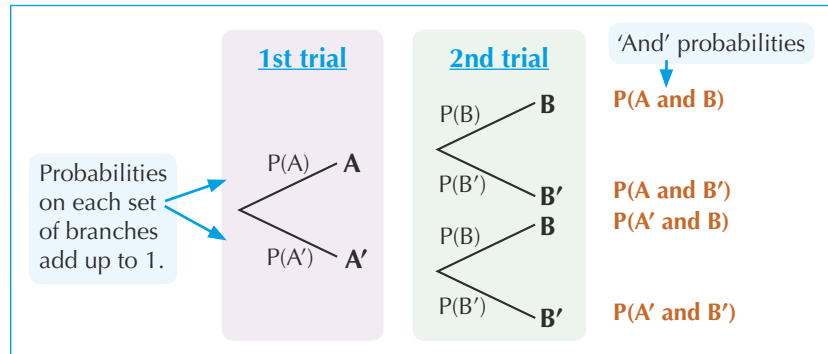 1st trial
2nd trial
‘And’ probabilities
P(B)
B
P(A and B)
P(A)
A
Probabilities
on each set
of branches
add up to 1.
P(B’)
B’
P(A and B’)
P(B)
B
P(A’ and B)
P(A’)
A’
P(B’)
B’
P(A’ and B’)